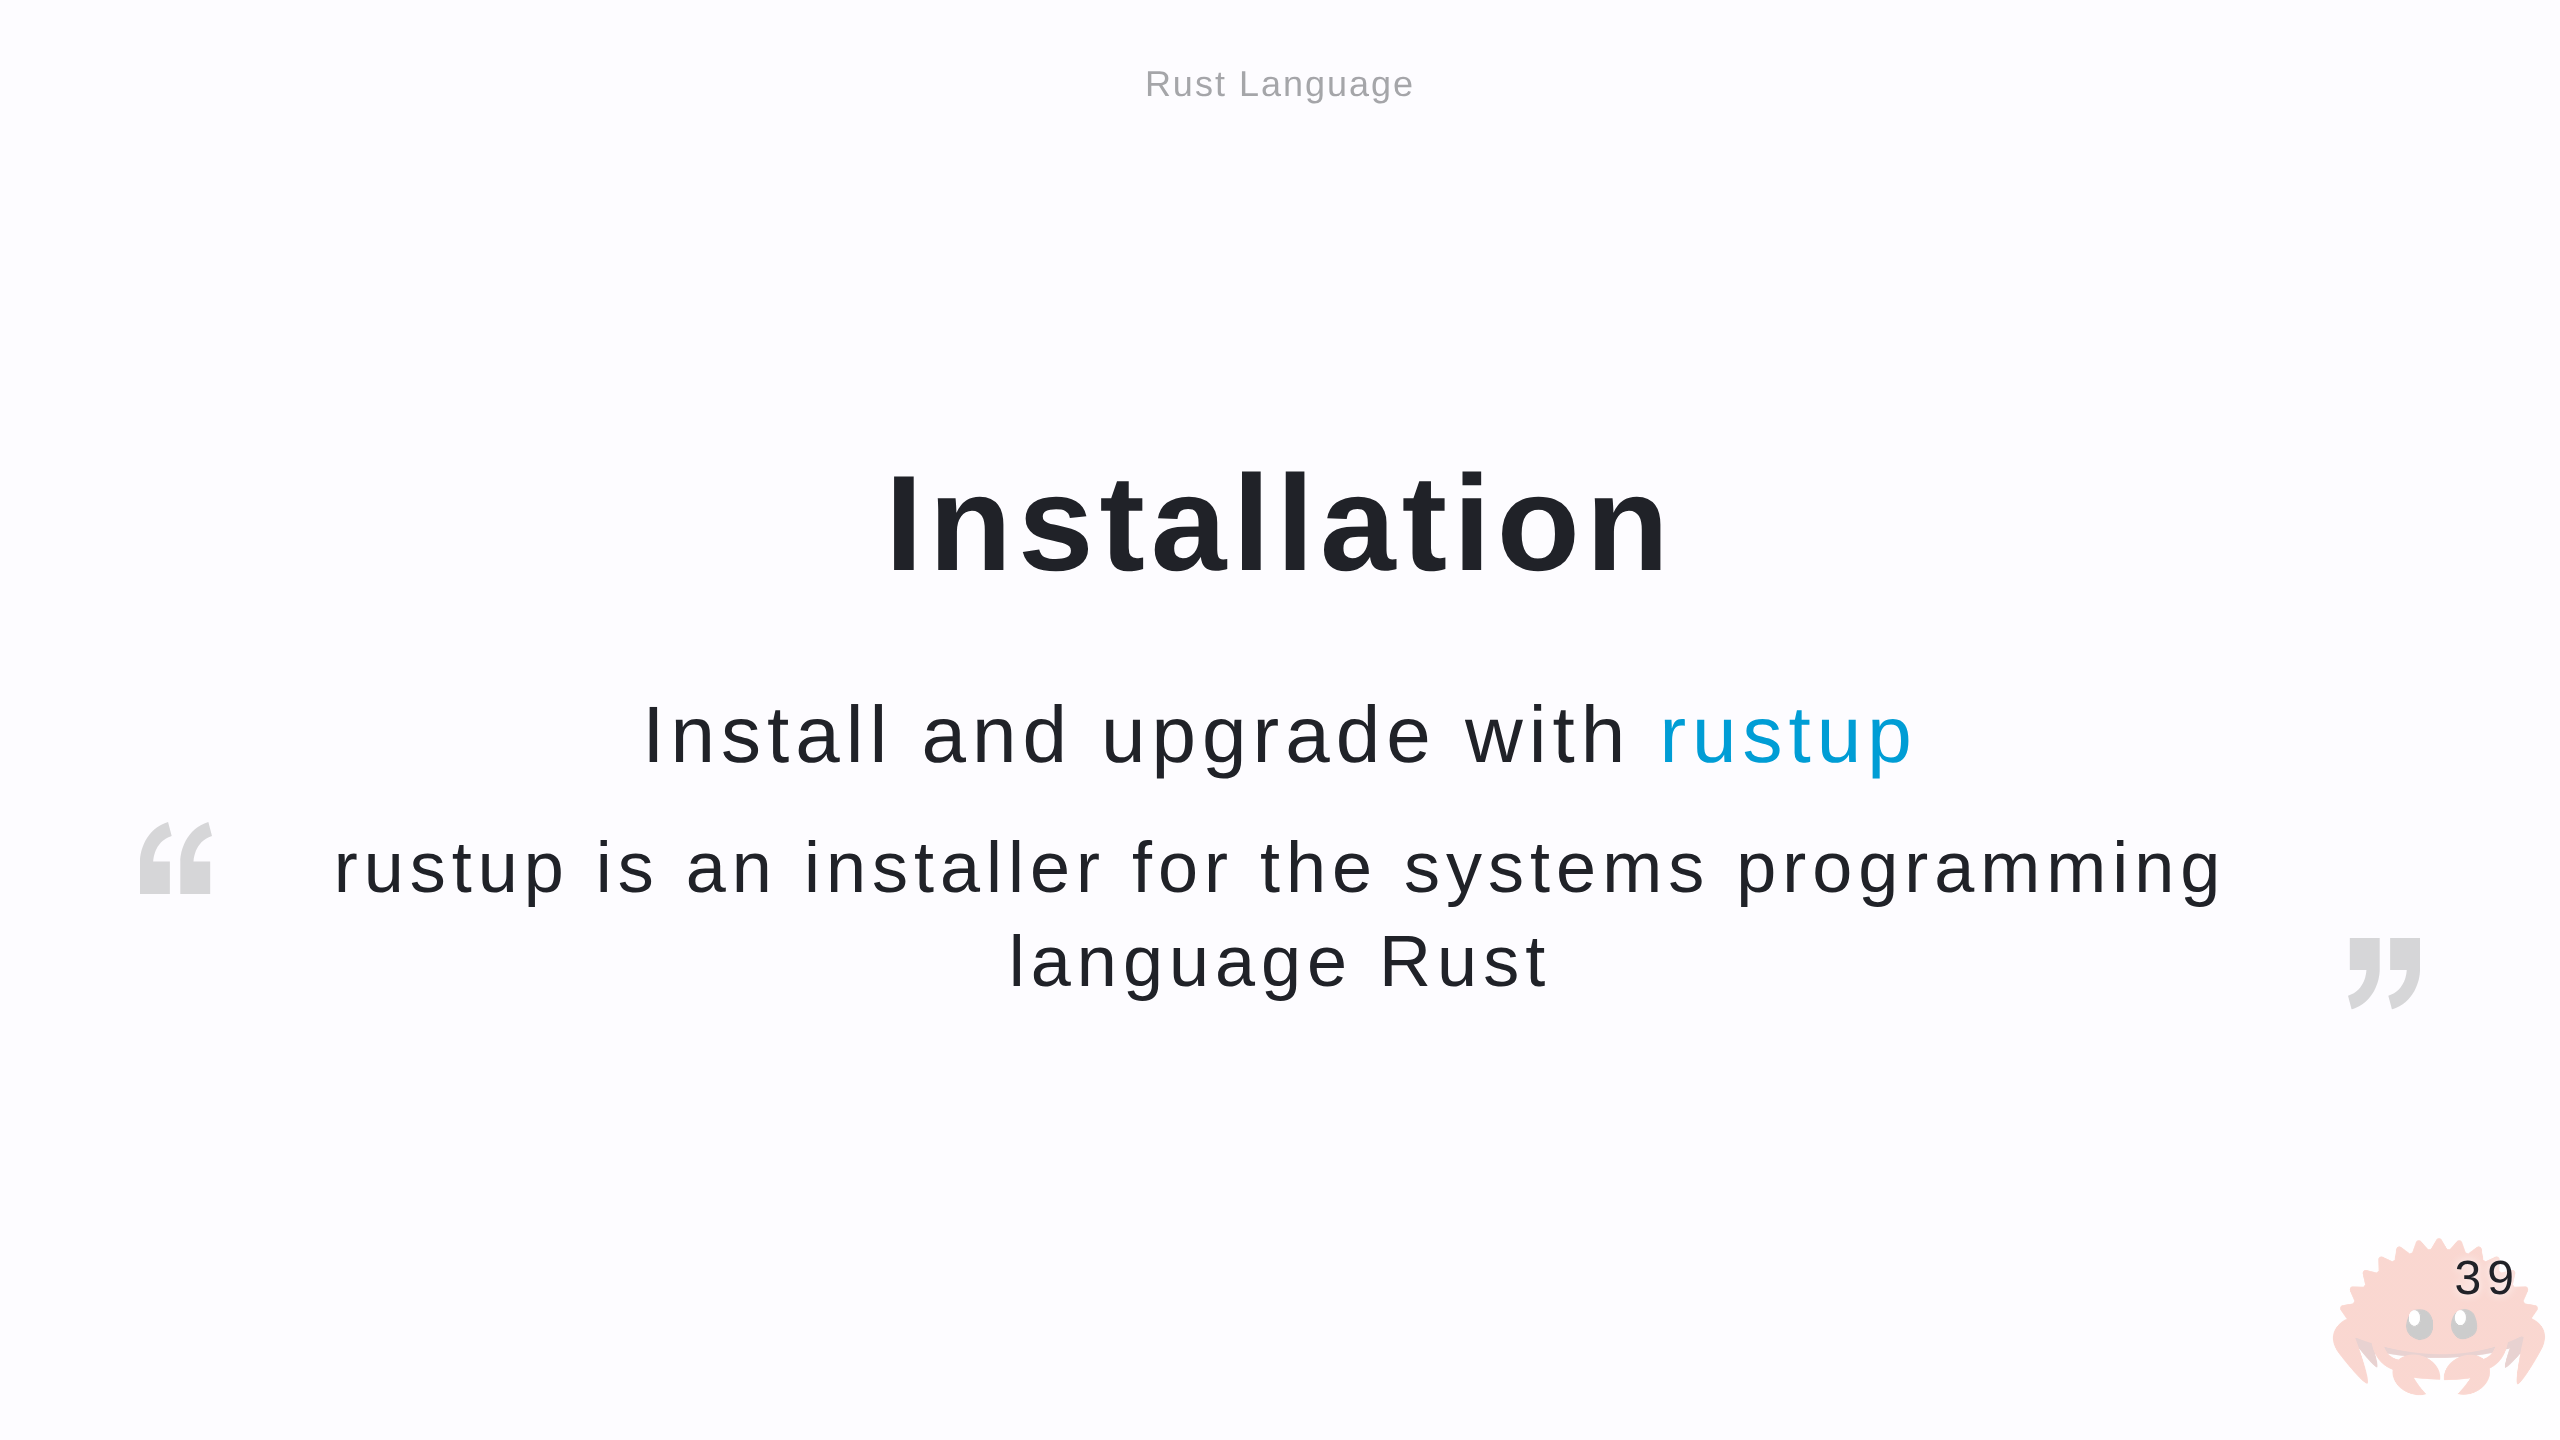 Rust Language
Installation
Install and upgrade with rustup
“ rustup is an installer for the systems programming
language Rust ”
39